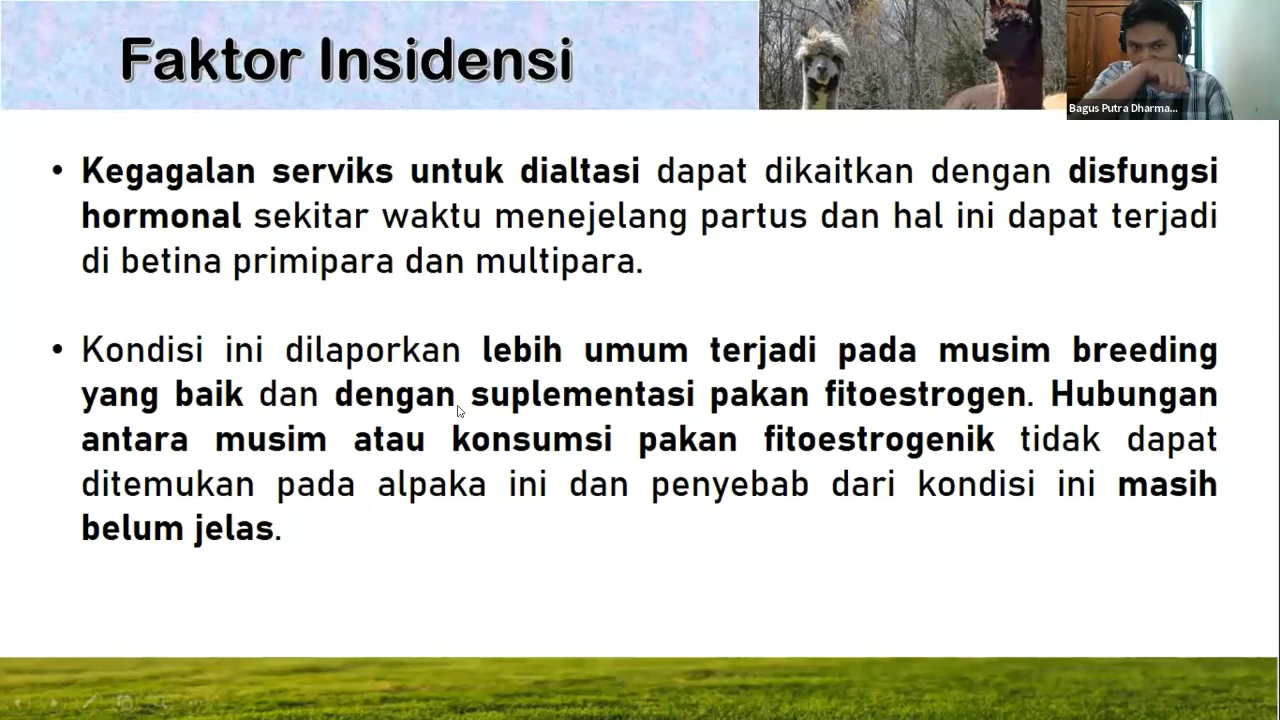 Faktor Insidensi
Bagus Putra Dharma...
• Kegagalan serviks untuk dialtasi dapat dikaitkan dengan disfungsi
hormonal sekitar waktu menejelang partus dan hal ini dapat terjadi
di betina primipara dan multipara.
• Kondisi ini dilaporkan lebih umum terjadi pada musim breeding
yang baik dan dengan suplementasi pakan fitoestrogen. Hubungan
antara musim atau konsumsi pakan fitoestrogenik tidak dapat
ditemukan pada alpaka ini dan penyebab dari kondisi ini masih
belum jelas.